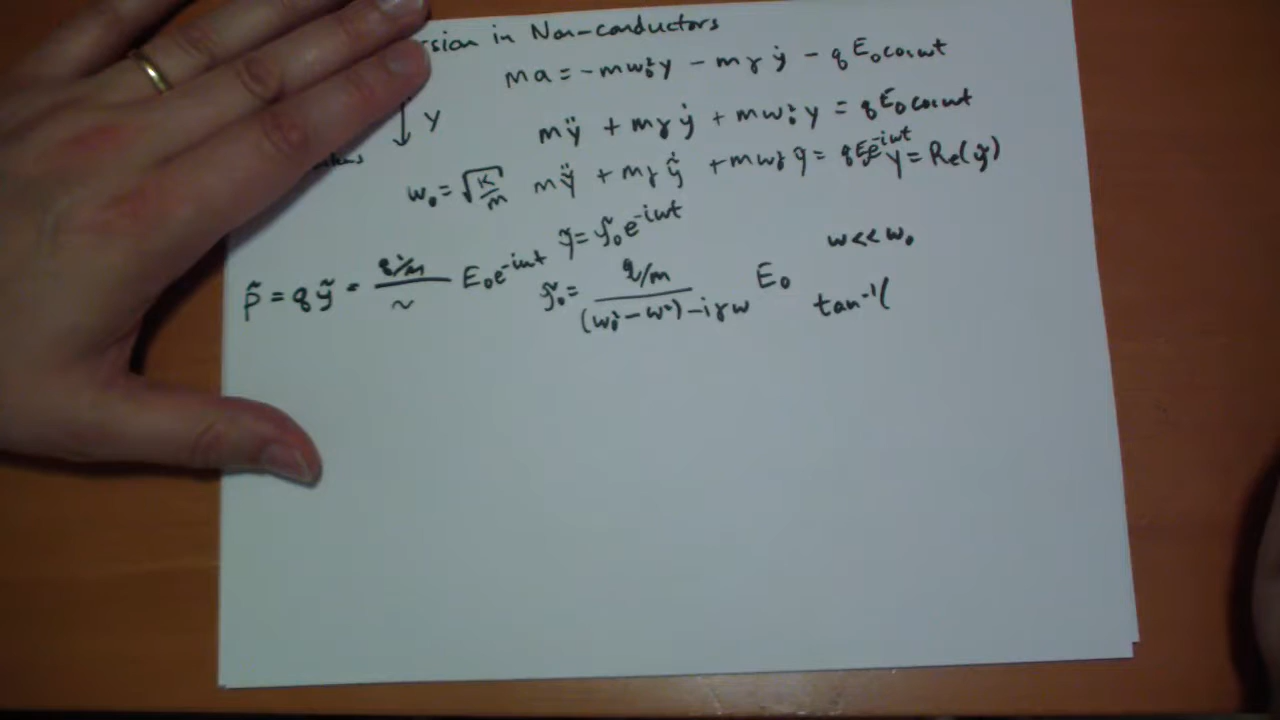 rsion in Non-conductors
ma = -mω₀²y - mγẏ - qE₀cosωt
↓ y
mÿ + mγẏ + mω₀²y = qE₀cosωt
ω₀ = √(K/m) mỹ̈ + mγỹ̇ + mω₀²ỹ = qE₀e^-iωt y = Re(ỹ)
ỹ = ỹ₀e^-iωt
ω << ω₀
p̃ = qỹ = q²/m / ~ E₀e^-iωt
ỹ₀ = q/m / (ω₀² - ω²) - iγω E₀
tan⁻¹(